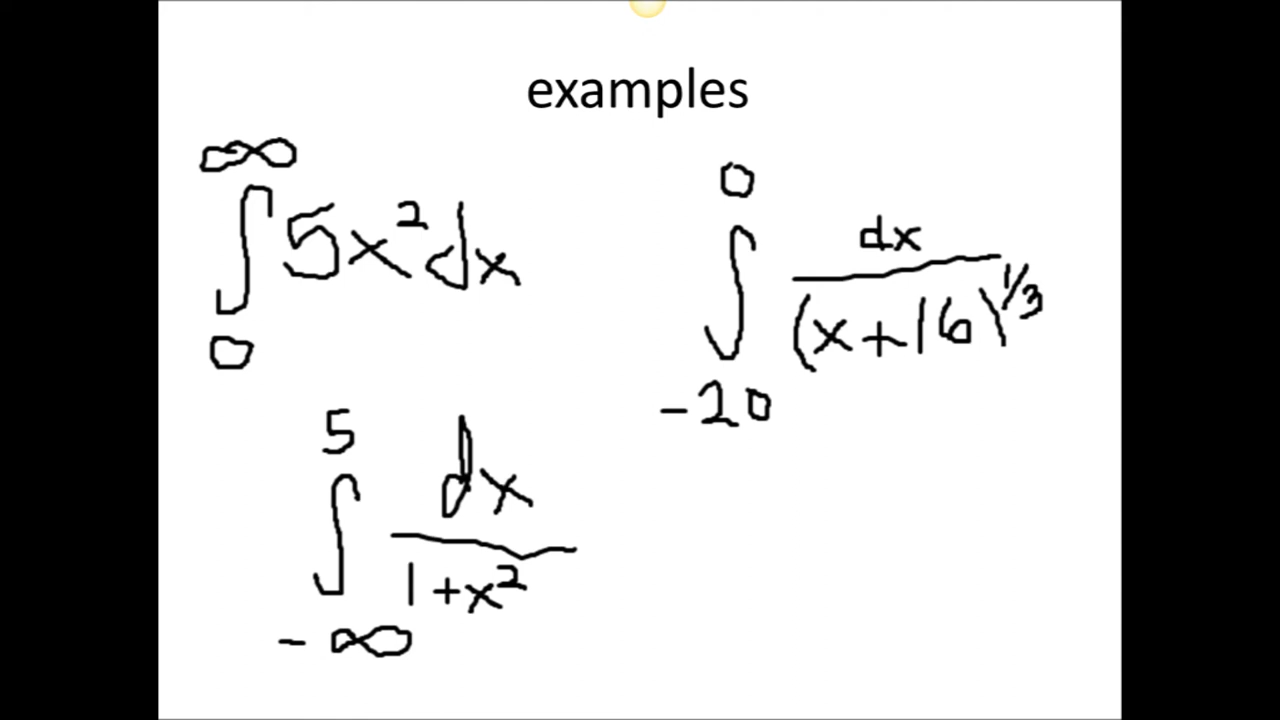 examples
∞
∫ 5x² dx
0
0
∫ dx/(x+16)^1/3
-20
5
∫ dx/1+x²
-∞